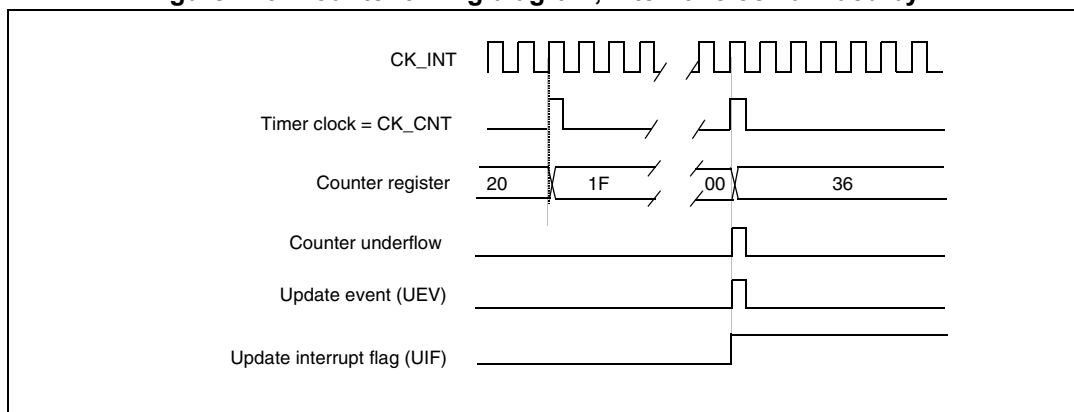 CK_INT
Timer clock = CK_CNT
Counter register 20 1F 00 36
Counter underflow
Update event (UEV)
Update interrupt flag (UIF)